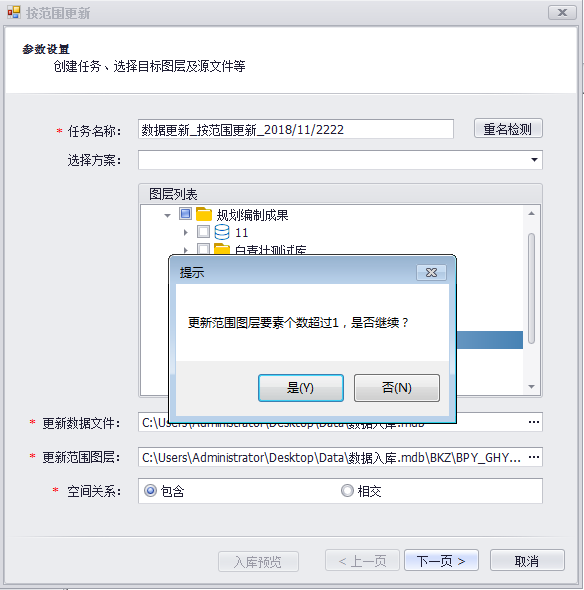 按范围更新
参数设置
创建任务、选择目标图层及源文件等
* 任务名称： 数据更新_按范围更新_2018/11/2222 重名检测
选择方案：
图层列表
规划编制成果
11
白青壮测试库
提示
更新范围图层要素个数超过1，是否继续？
是(Y) 否(N)
* 更新数据文件： C:\Users\Administrator\Desktop\Data\数据入库.mdb ...
* 更新范围图层： C:\Users\Administrator\Desktop\Data\数据入库.mdb\BKZ\BPY_GHY... ...
* 空间关系： 包含 相交
入库预览 < 上一页 下一页 > 取消